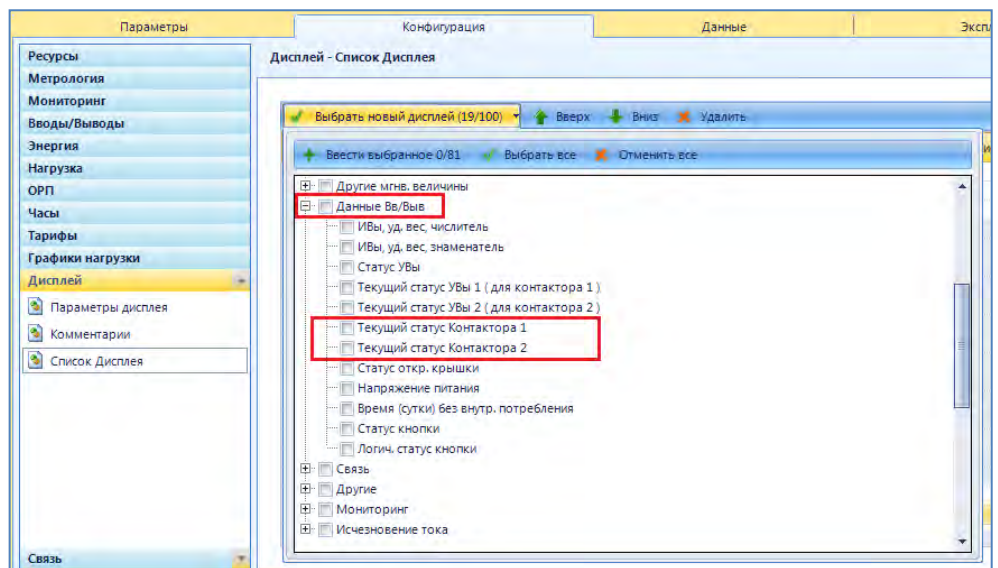 Параметры Конфигурация Данные
Ресурсы
Метрология
Мониторинг
Вводы/Выводы
Энергия
Нагрузка
ОРП
Часы
Тарифы
Графики нагрузки
Дисплей
Параметры дисплея
Комментарии
Список Дисплея
Связь
Дисплей - Список Дисплея
Выбрать новый дисплей (19/100) Вверх Вниз Удалить
Ввести выбранное 0/81 Выбрать все Отменить все
Другие мгнв. величины
Данные Вв/Выв
ИВы, уд. вес, числитель
ИВы, уд. вес, знаменатель
Статус УВы
Текущий статус УВы 1 ( для контактора 1 )
Текущий статус УВы 2 ( для контактора 2 )
Текущий статус Контактора 1
Текущий статус Контактора 2
Статус откр. крышки
Напряжение питания
Время (сутки) без внутр. потребления
Статус кнопки
Логич. статус кнопки
Связь
Другие
Мониторинг
Исчезновение тока